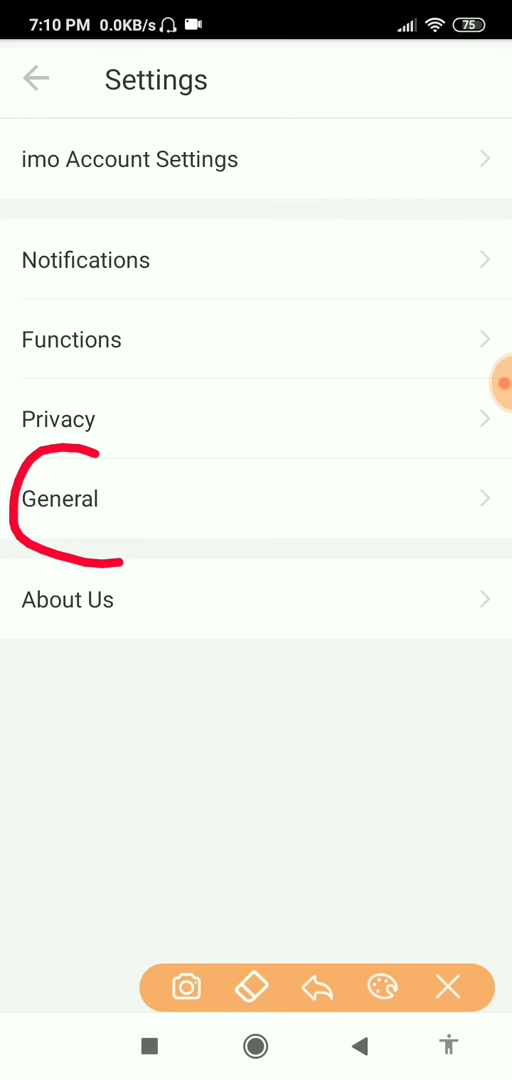 7:10 PM 0.0KB/s 75
Settings
imo Account Settings
Notifications
Functions
Privacy
General
About Us